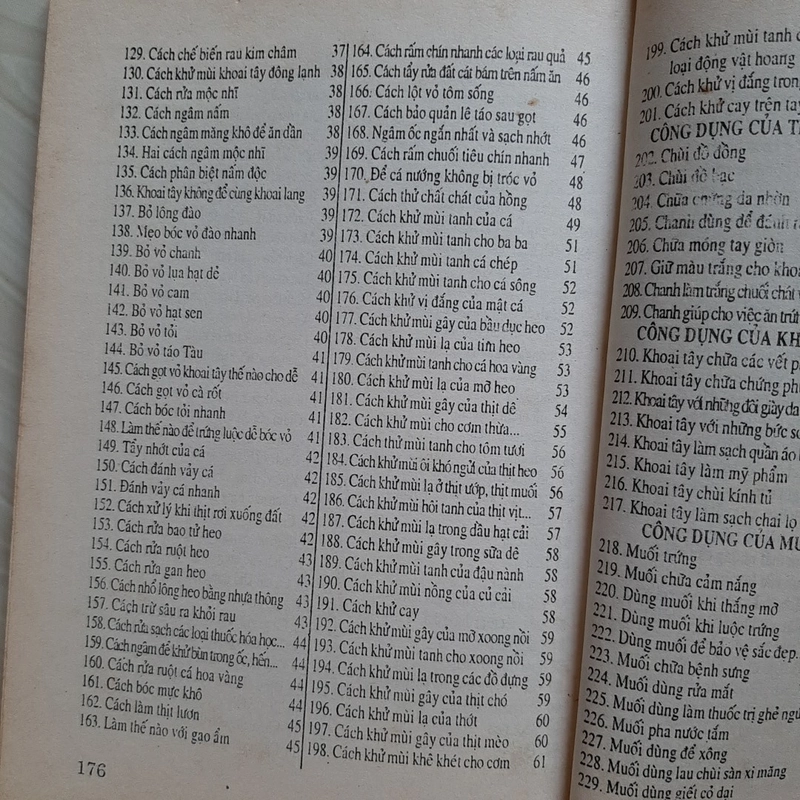 129. Cách chế biến rau kim châm 37
130. Cách khử mùi khoai tây đông lạnh 38
131. Cách rửa mộc nhĩ 38
132. Cách ngâm nấm 38
133. Cách ngâm măng khô để ăn dần 38
134. Hai cách ngâm mộc nhĩ 39
135. Cách phân biệt nấm độc 39
136. Khoai tây không để cùng khoai lang 39
137. Bỏ lông đào 39
138. Mẹo bóc vỏ đào nhanh 39
139. Bỏ vỏ chanh 40
140. Bỏ vỏ lụa hạt dẻ 40
141. Bỏ vỏ cam 40
142. Bỏ vỏ hạt sen 40
143. Bỏ vỏ tỏi 40
144. Bỏ vỏ táo Tàu 40
145. Cách gọt vỏ khoai tây thế nào cho dễ 41
146. Cách gọt vỏ cà rốt 41
147. Cách bóc tỏi nhanh 41
148. Làm thế nào để trứng luộc dễ bóc vỏ 41
149. Tẩy nhớt của cá 41
150. Cách đánh vảy cá 42
151. Đánh vảy cá nhanh 42
152. Cách xử lý khi thịt rơi xuống đất 42
153. Cách rửa bao tử heo 42
154. Cách rửa ruột heo
155. Cách rửa gan heo 43
156. Cách nhổ lông heo bằng nhựa thông 43
157. Cách trừ sâu ra khỏi rau 43
158. Cách rửa sạch các loại thuốc hóa học...
159. Cách ngâm để khử bùn trong ốc, hến... 44
160. Cách rửa ruột cá hoa vàng 44
161. Cách bóc mực khô 44
162. Cách làm thịt lươn
163. Làm thế nào với gạo ẩm 45
176
164. Cách rấm chín nhanh các loại rau quả 45
165. Cách tẩy rửa đất cát bám trên nấm ăn 46
166. Cách lột vỏ tôm sống 46
167. Cách bảo quản lê táo sau gọt 46
168. Ngâm ốc ngắn nhất và sạch nhớt 46
169. Cách rấm chuối tiêu chín nhanh 47
170. Để cá nướng không bị tróc vỏ 48
171. Cách thử chất chát của hồng 48
172. Cách khử mùi tanh của cá 49
173. Cách khử mùi tanh cho ba ba 51
174. Cách khử mùi tanh cá chép 51
175. Cách khử mùi tanh cho cá sông 51
176. Cách khử vị đắng của mật cá 52
177. Cách khử mùi gây của bầu dục heo 52
178. Cách khử mùi lạ của tim heo 53
179. Cách khử mùi tanh cho cá hoa vàng 53
180. Cách khử mùi lạ của mỡ heo 53
181. Cách khử mùi gây của thịt dê 54
182. Cách khử mùi cho cơm thừa... 55
183. Cách thử mùi tanh cho tôm tươi 55
184. Cách khử mùi ôi khó ngửi của thịt heo 56
185. Cách khử mùi lạ ở thịt ướp, thịt muối 56
186. Cách khử mùi hôi tanh của thịt vịt... 57
187. Cách khử mùi lạ trong dầu hạt cải 57
188. Cách khử mùi gây trong sữa dê 58
189. Cách khử mùi tanh của đậu nành 58
190. Cách khử mùi nồng của củ cải 58
191. Cách khử cay 58
192. Cách khử mùi gây của mỡ xoong nồi 59
193. Cách khử mùi tanh cho xoong nồi 59
194. Cách khử mùi lạ trong các đồ đựng 59
195. Cách khử mùi gây của thịt chó 59
196. Cách khử mùi lạ của thớt 60
197. Cách khử mùi gây của thịt mèo 60
198. Cách khử mùi khê khét cho cơm 61
199. Cách khử mùi tanh
loại động vật hoang
200. Cách khử vị đắng
201. Cách khử cay trên tay
CÔNG DỤNG CỦA
202. Chùi đồ đồng
203. Chùi đồ bạc
204. Chữa chứng da nhờn
205. Chanh dùng để đánh
206. Chữa móng tay giòn
207. Giữ màu trắng cho
208. Chanh làm trắng chuối chát
209. Chanh giúp cho việc ăn
CÔNG DỤNG CỦA
210. Khoai tây chữa các vết
211. Khoai tây chữa chứng
212. Khoai tây với những đôi giày da
213. Khoai tây với những bức
214. Khoai tây làm sạch quần áo
215. Khoai tây làm mỹ phẩm
216. Khoai tây chùi kính tủ
217. Khoai tây làm sạch chai lọ
CÔNG DỤNG CỦA
218. Muối trứng
219. Muối chữa cảm nắng
220. Dùng muối khi thắng mỡ
221. Dùng muối khi luộc trứng
222. Dùng muối để bảo vệ sắc đẹp.
223. Muối chữa bệnh sưng
224. Muối dùng rửa mắt
225. Muối dùng làm thuốc trị ghẻ
226. Muối pha nước tắm
227. Muối dùng để xông
228. Muối dùng lau chùi sàn xi măng
229. Muối dùng giết cỏ dại